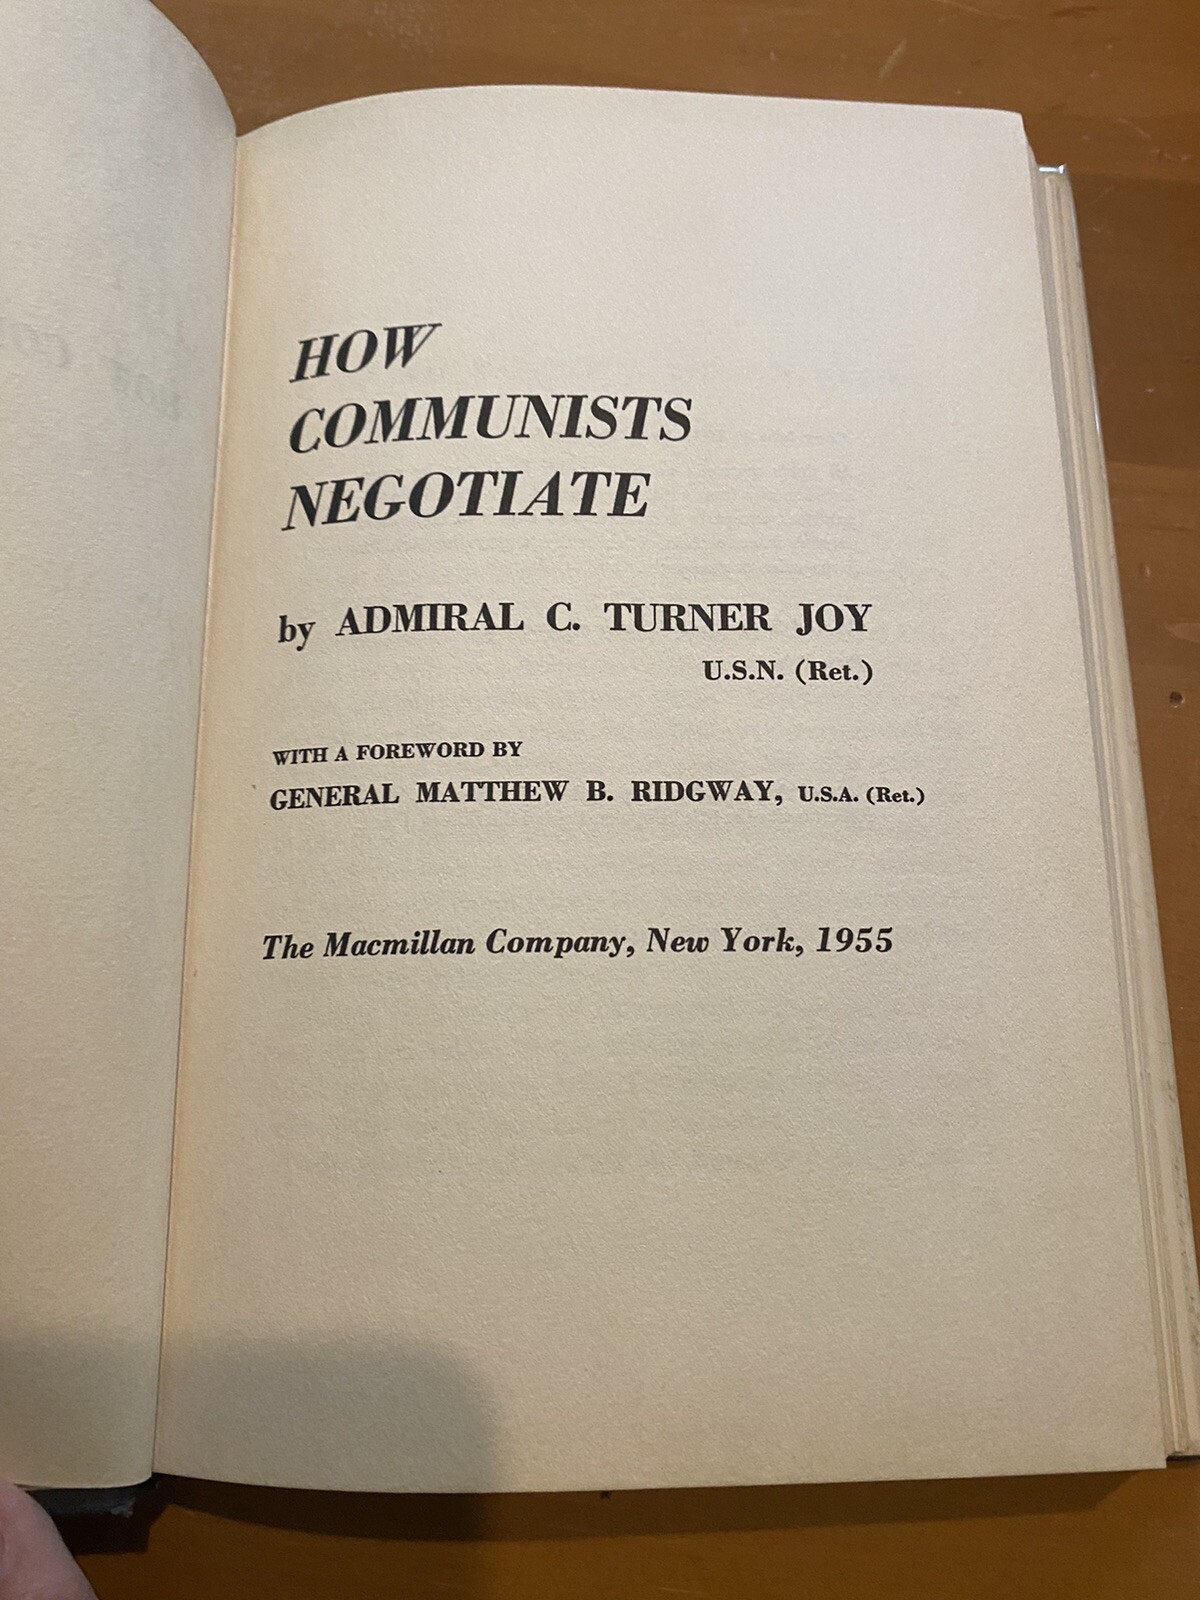 HOW
COMMUNISTS
NEGOTIATE
by ADMIRAL C. TURNER JOY
U.S.N. (Ret.)
WITH A FOREWORD BY
GENERAL MATTHEW B. RIDGWAY, U.S.A. (Ret.)
The Macmillan Company, New York, 1955